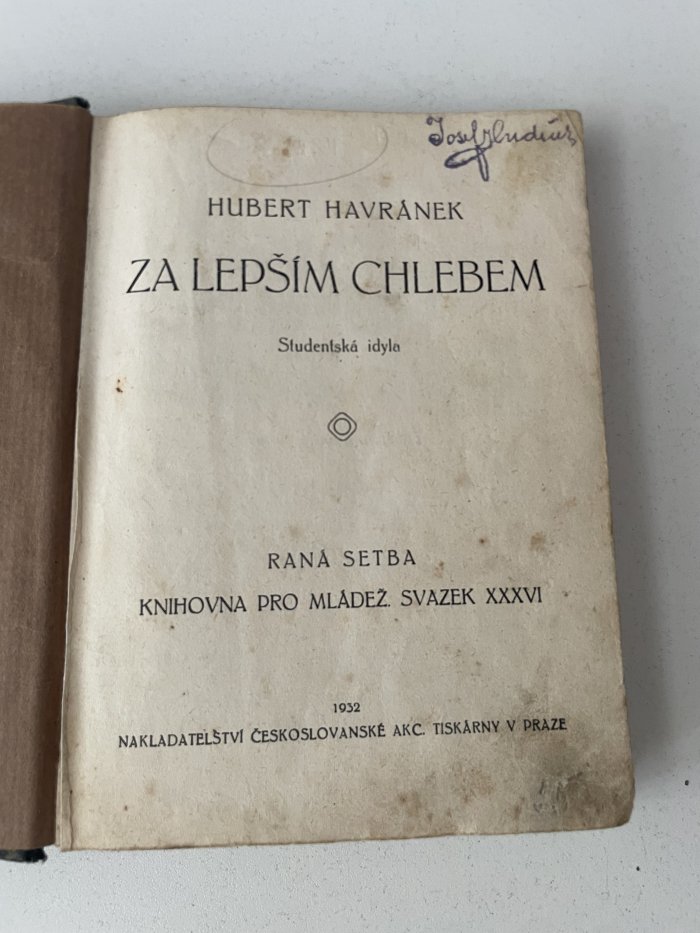 Josef
HUBERT HAVRÁNEK
ZA LEPŠÍM CHLEBEM
Studentská idyla
RANÁ SETBA
KNIHOVNA PRO MLÁDEŽ. SVAZEK XXXVI
1932
NAKLADATELSTVÍ ČESKOSLOVANSKÉ AKC. TISKÁRNY V PRAZE